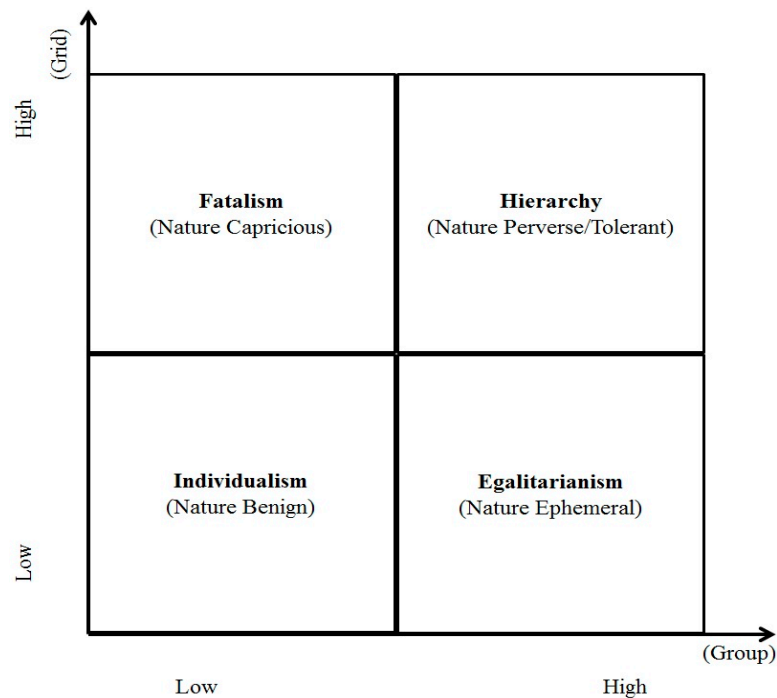 (Grid)
High
Fatalism
(Nature Capricious)
Hierarchy
(Nature Perverse/Tolerant)
Individualism
(Nature Benign)
Egalitarianism
(Nature Ephemeral)
Low
(Group)
Low
High